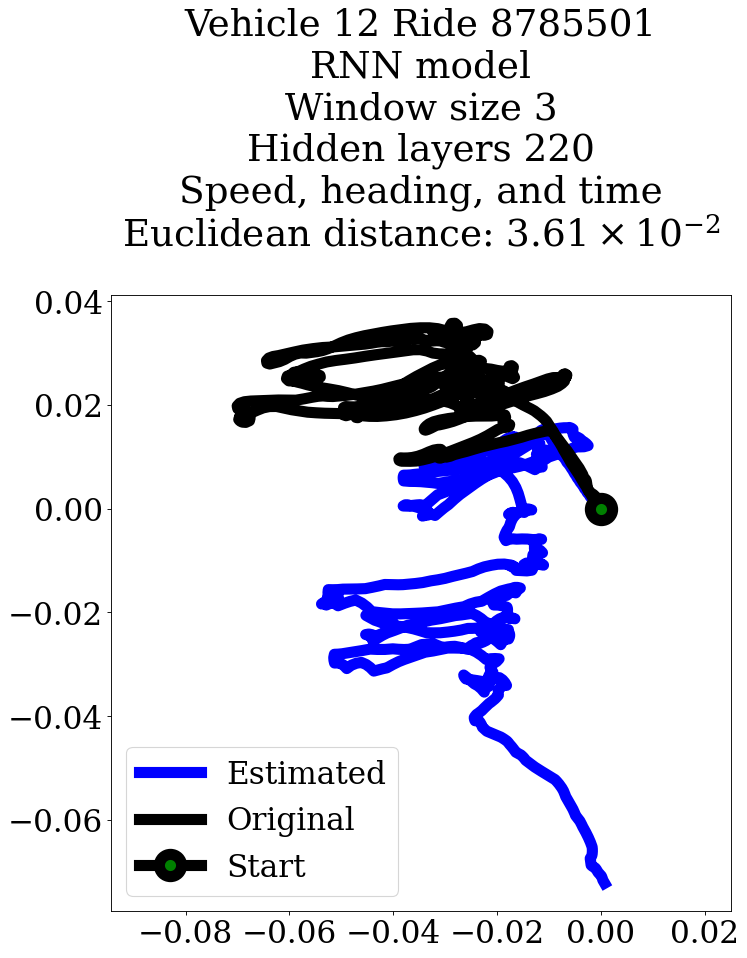 Vehicle 12 Ride 8785501
RNN model
Window size 3
Hidden layers 220
Speed, heading, and time
Euclidean distance: 3.61 × 10⁻²
0.04
0.02
0.00
−0.02
−0.04
−0.06
Estimated
Original
Start
−0.08 −0.06 −0.04 −0.02 0.00 0.02